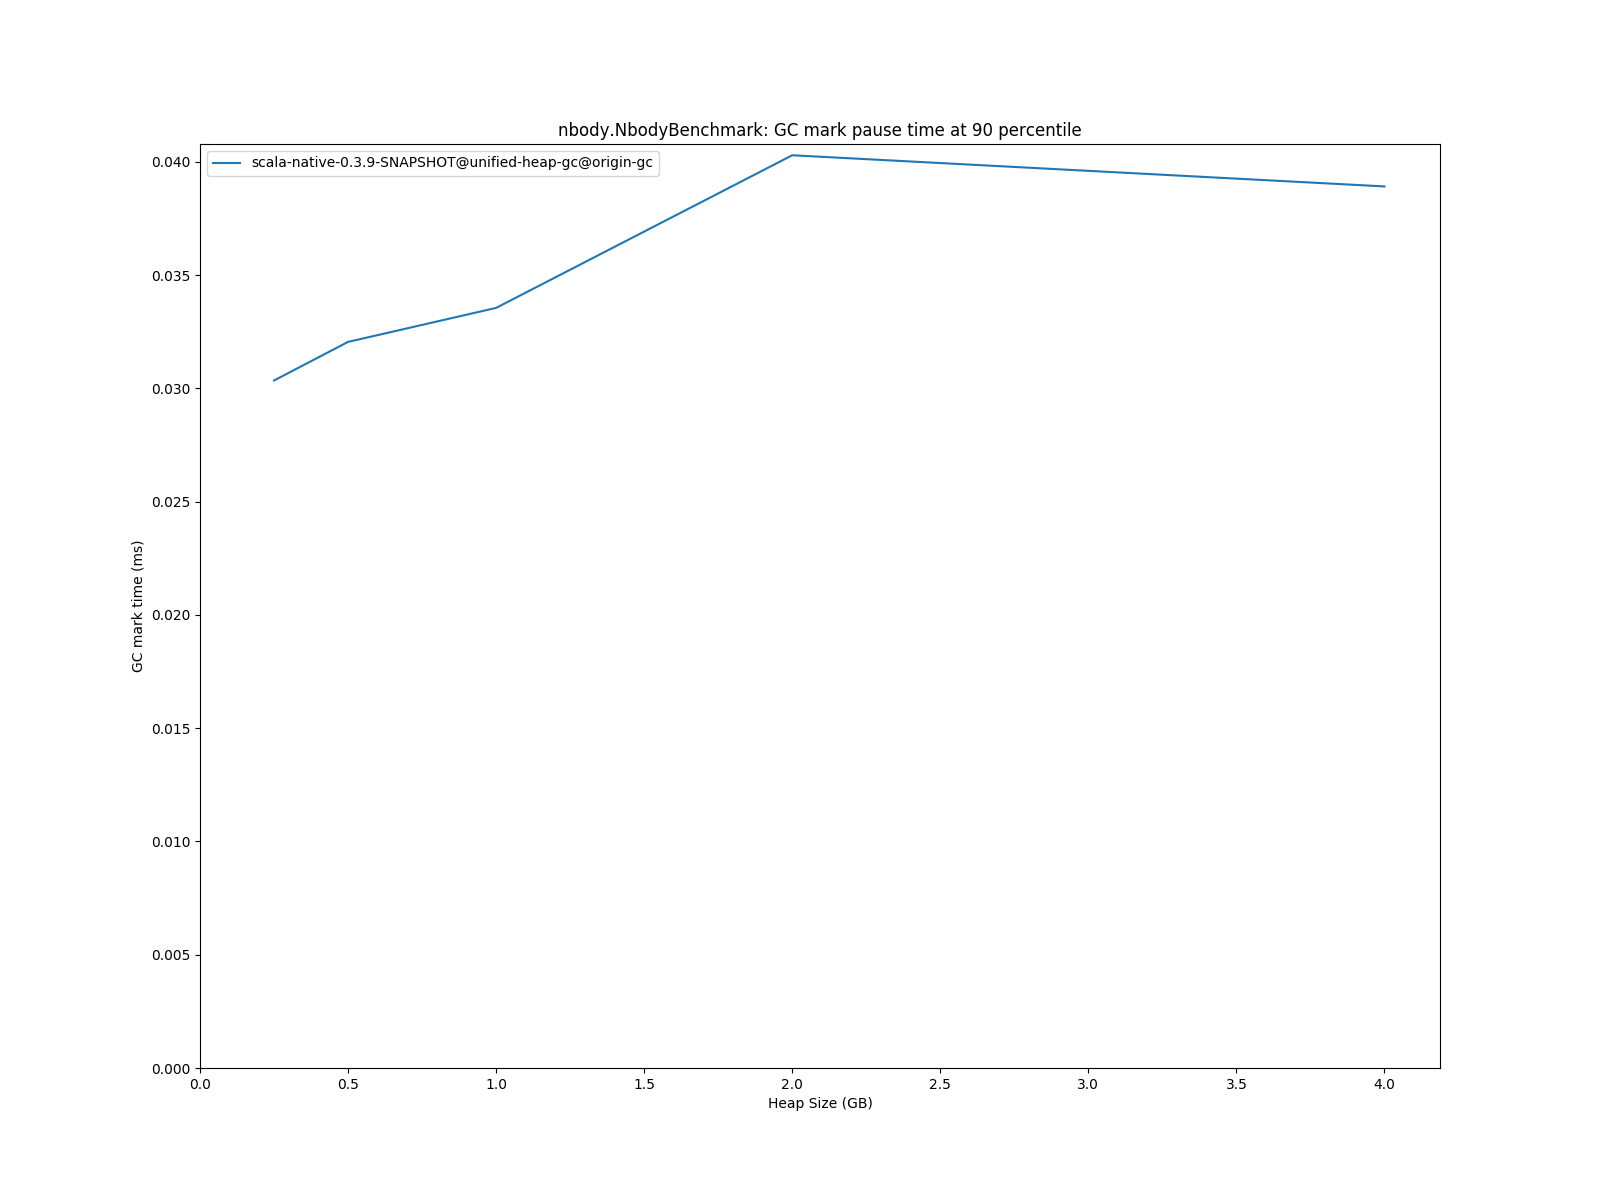 nbody.NbodyBenchmark: GC mark pause time at 90 percentile
scala-native-0.3.9-SNAPSHOT@unified-heap-gc@origin-gc
0.040
0.035
0.030
0.025
0.020
0.015
0.010
0.005
0.000
GC mark time (ms)
0.0 0.5 1.0 1.5 2.0 2.5 3.0 3.5 4.0
Heap Size (GB)